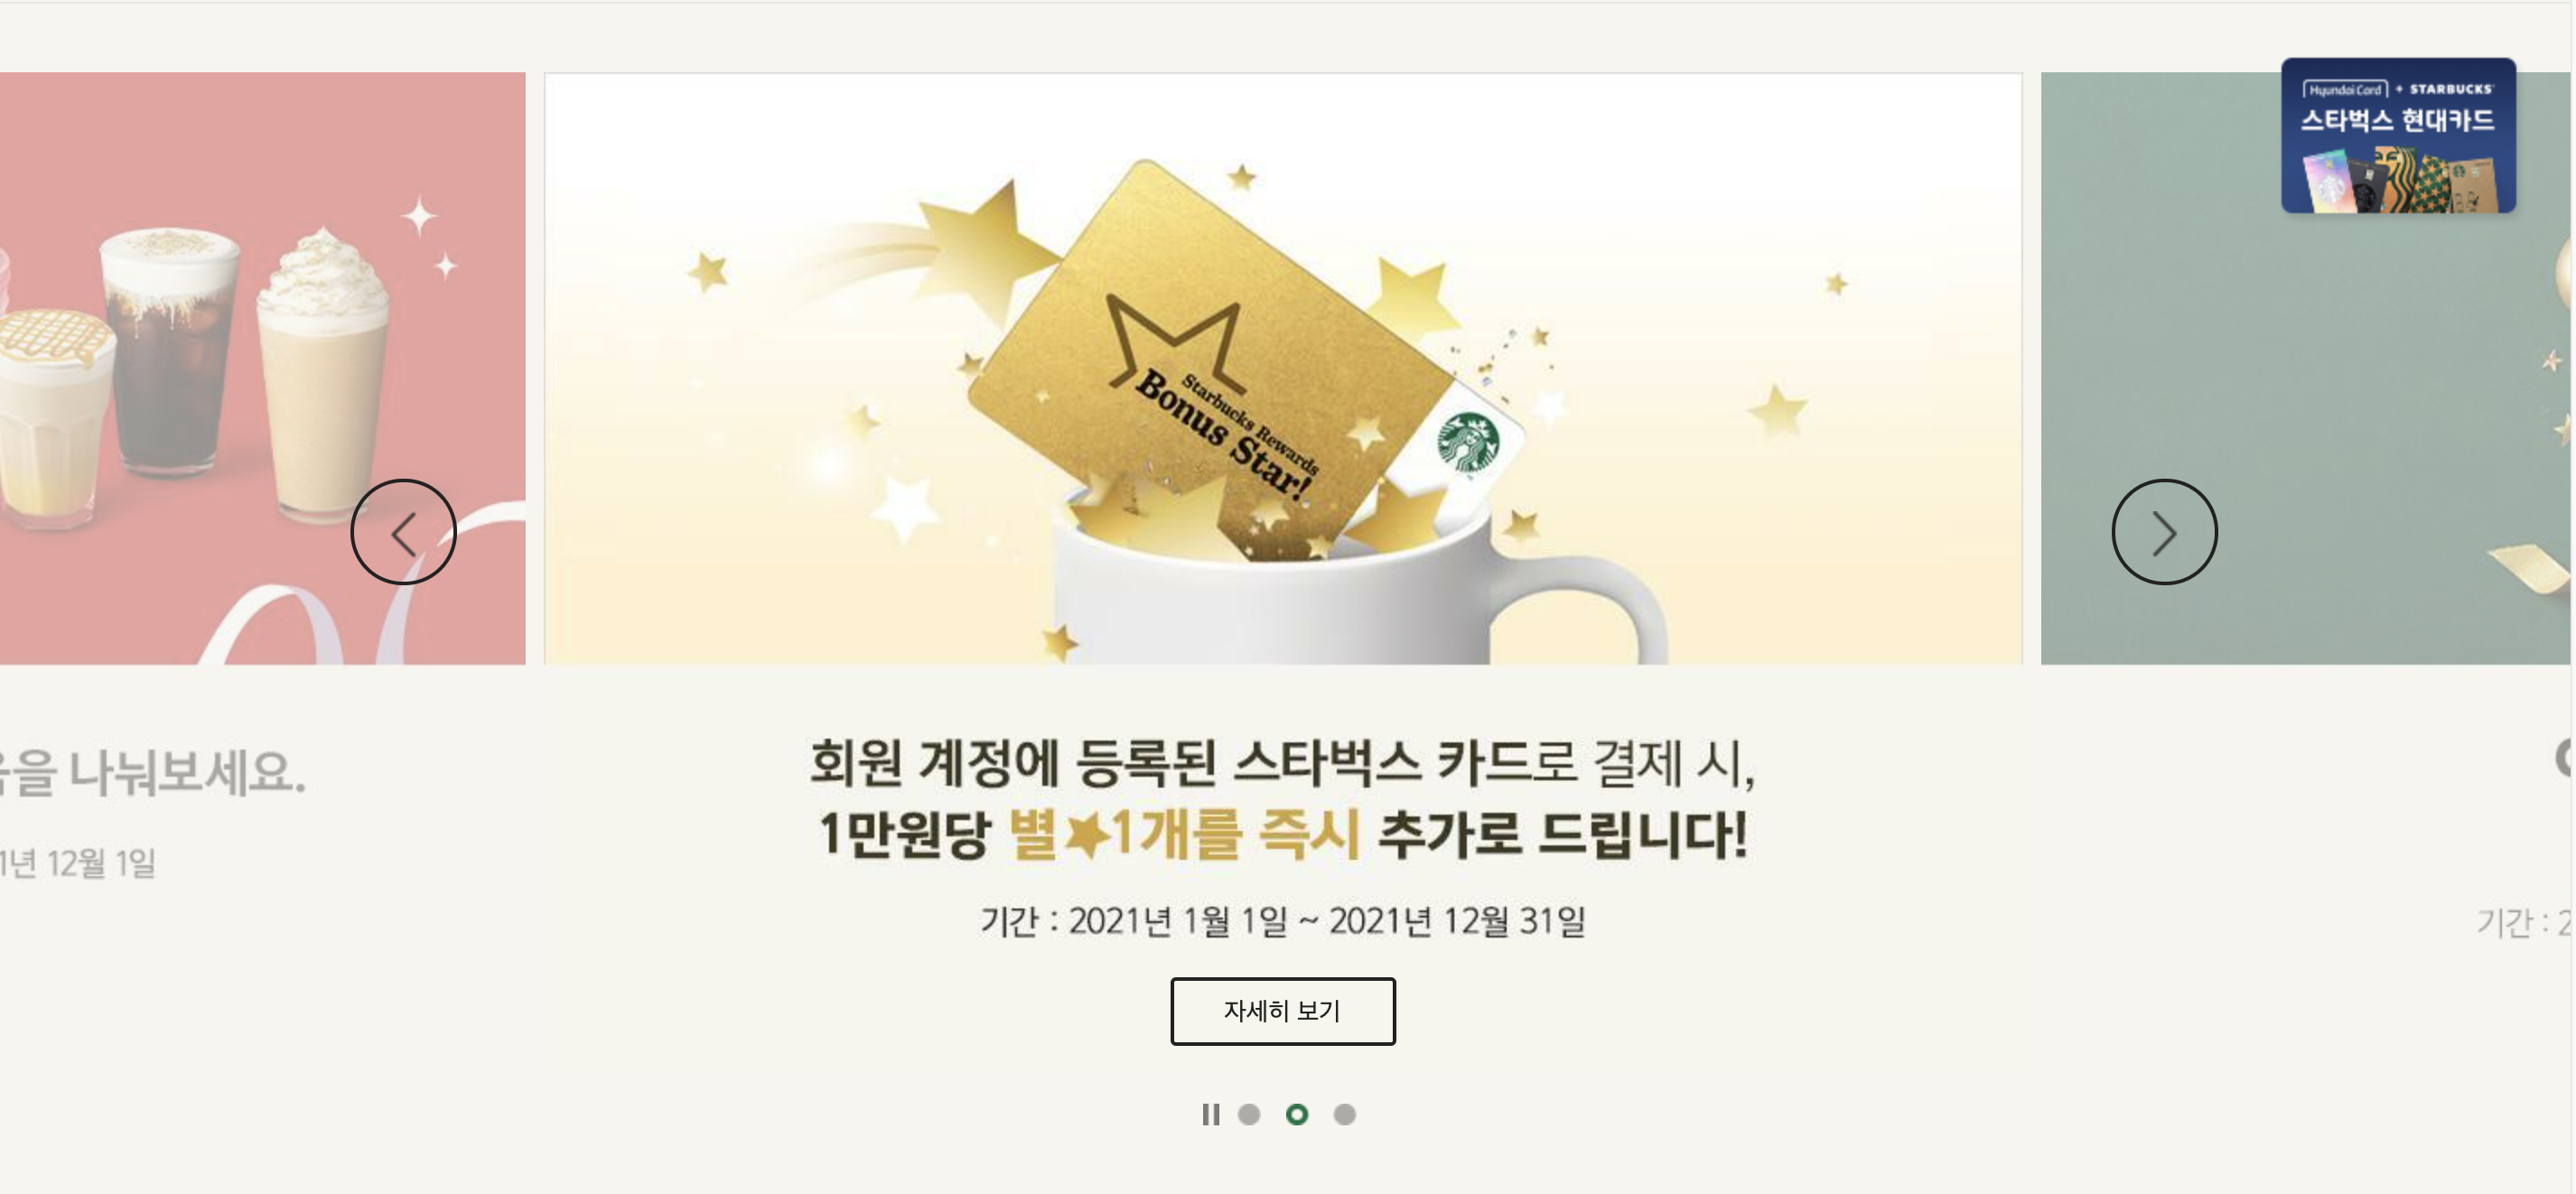 Hyundai Card + STARBUCKS
스타벅스 현대카드
Starbucks Rewards
Bonus Star!
을 나눠보세요.
1년 12월 1일
회원 계정에 등록된 스타벅스 카드로 결제 시,
1만원당 별★1개를 즉시 추가로 드립니다!
기간 : 2021년 1월 1일 ~ 2021년 12월 31일
기간 : 2
자세히 보기